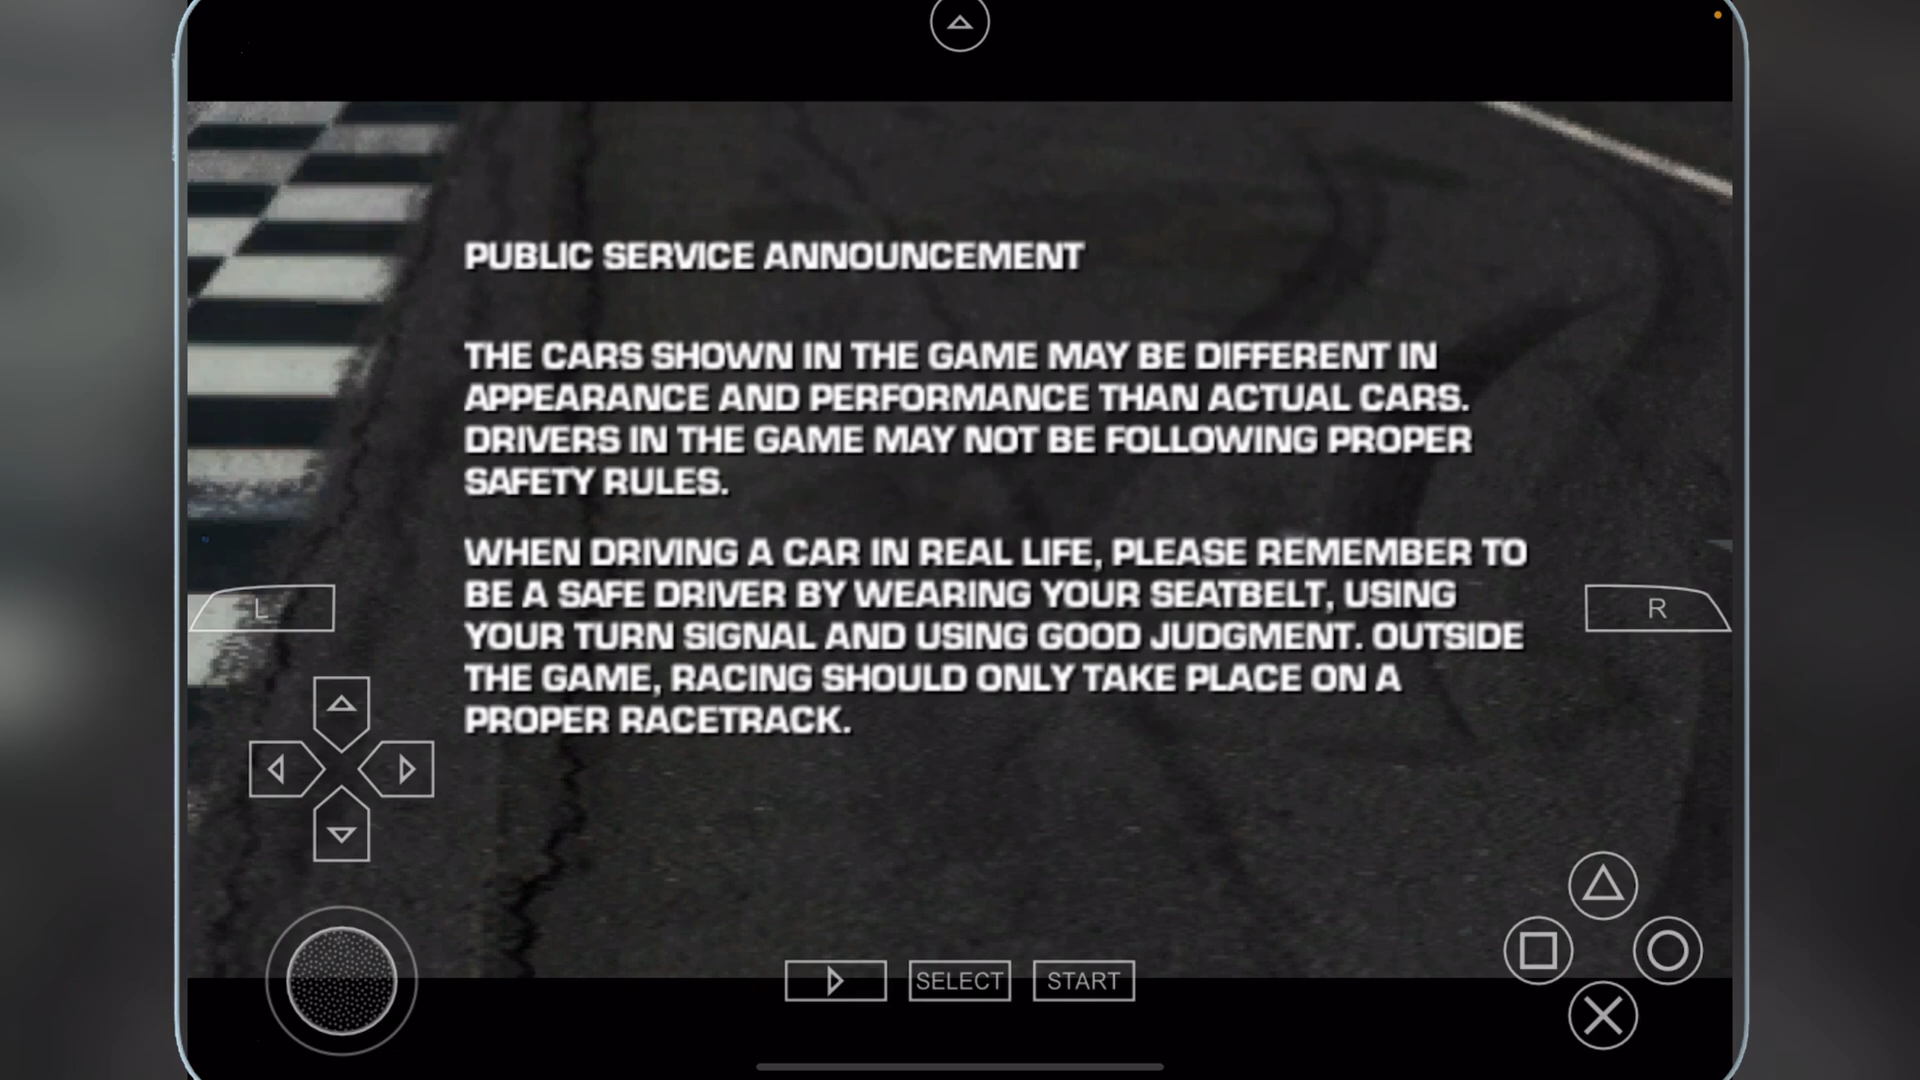 PUBLIC SERVICE ANNOUNCEMENT
THE CARS SHOWN IN THE GAME MAY BE DIFFERENT IN
APPEARANCE AND PERFORMANCE THAN ACTUAL CARS.
DRIVERS IN THE GAME MAY NOT BE FOLLOWING PROPER
SAFETY RULES.
WHEN DRIVING A CAR IN REAL LIFE, PLEASE REMEMBER TO
BE A SAFE DRIVER BY WEARING YOUR SEATBELT, USING
YOUR TURN SIGNAL AND USING GOOD JUDGMENT. OUTSIDE
THE GAME, RACING SHOULD ONLY TAKE PLACE ON A
PROPER RACETRACK.
L
R
SELECT
START